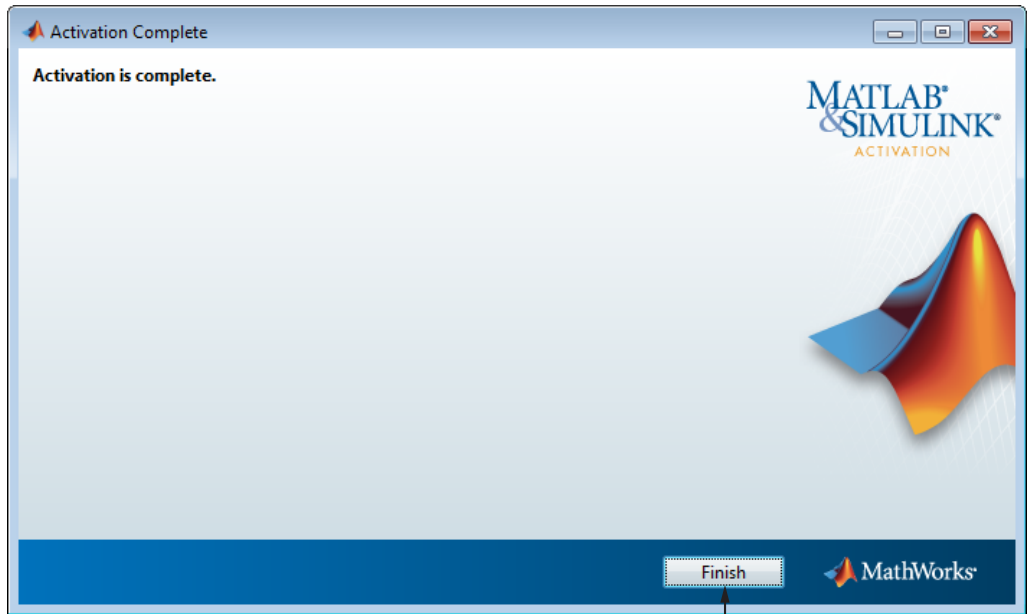 Activation Complete
Activation is complete.
MATLAB®
&SIMULINK®
ACTIVATION
Finish
MathWorks®